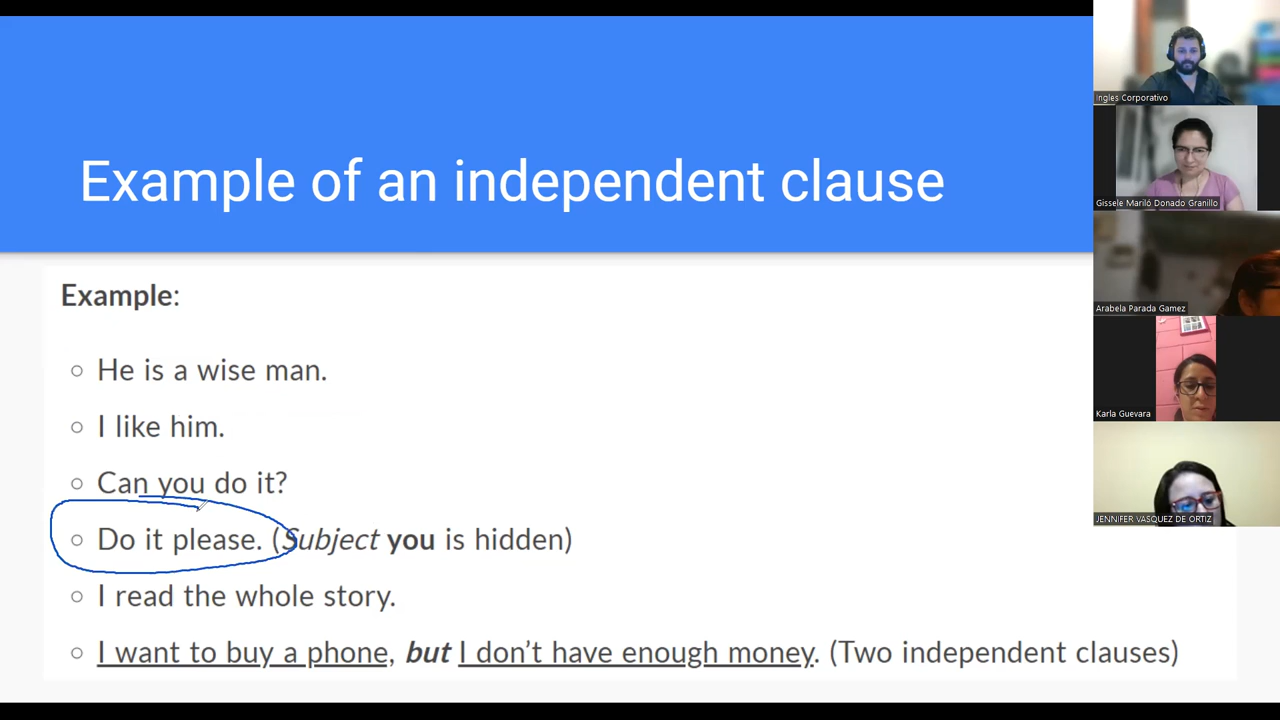 Example of an independent clause
Example:
He is a wise man.
I like him.
Can you do it?
Do it please. (Subject you is hidden)
I read the whole story.
I want to buy a phone, but I don't have enough money. (Two independent clauses)
Ingles Corporativo
Gissele Mariló Donado Granillo
Arabela Parada Gamez
Karla Guevara
JENNIFER VASQUEZ DE ORTIZ